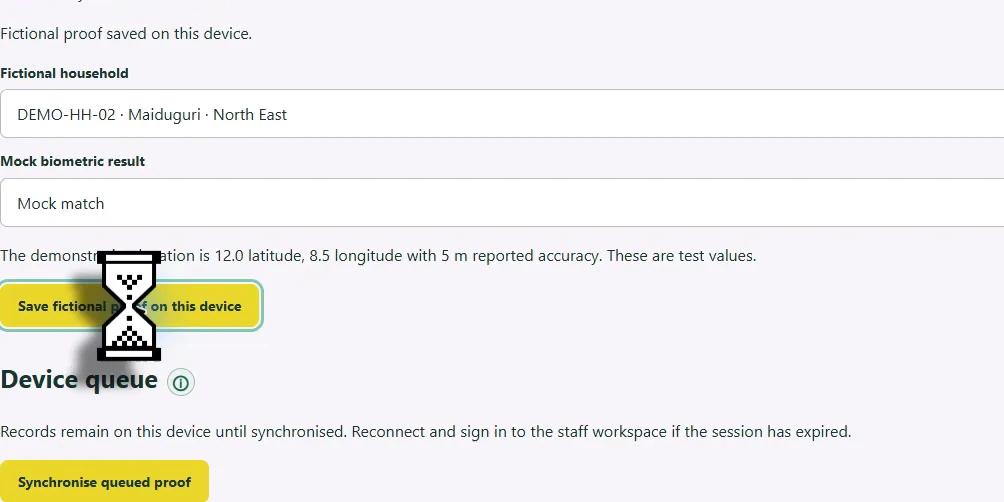 Fictional proof saved on this device.
Fictional household
DEMO-HH-02 · Maiduguri · North East
Mock biometric result
Mock match
The demonstr ation is 12.0 latitude, 8.5 longitude with 5 m reported accuracy. These are test values.
Save fictional on this device
Device queue
Records remain on this device until synchronised. Reconnect and sign in to the staff workspace if the session has expired.
Synchronise queued proof